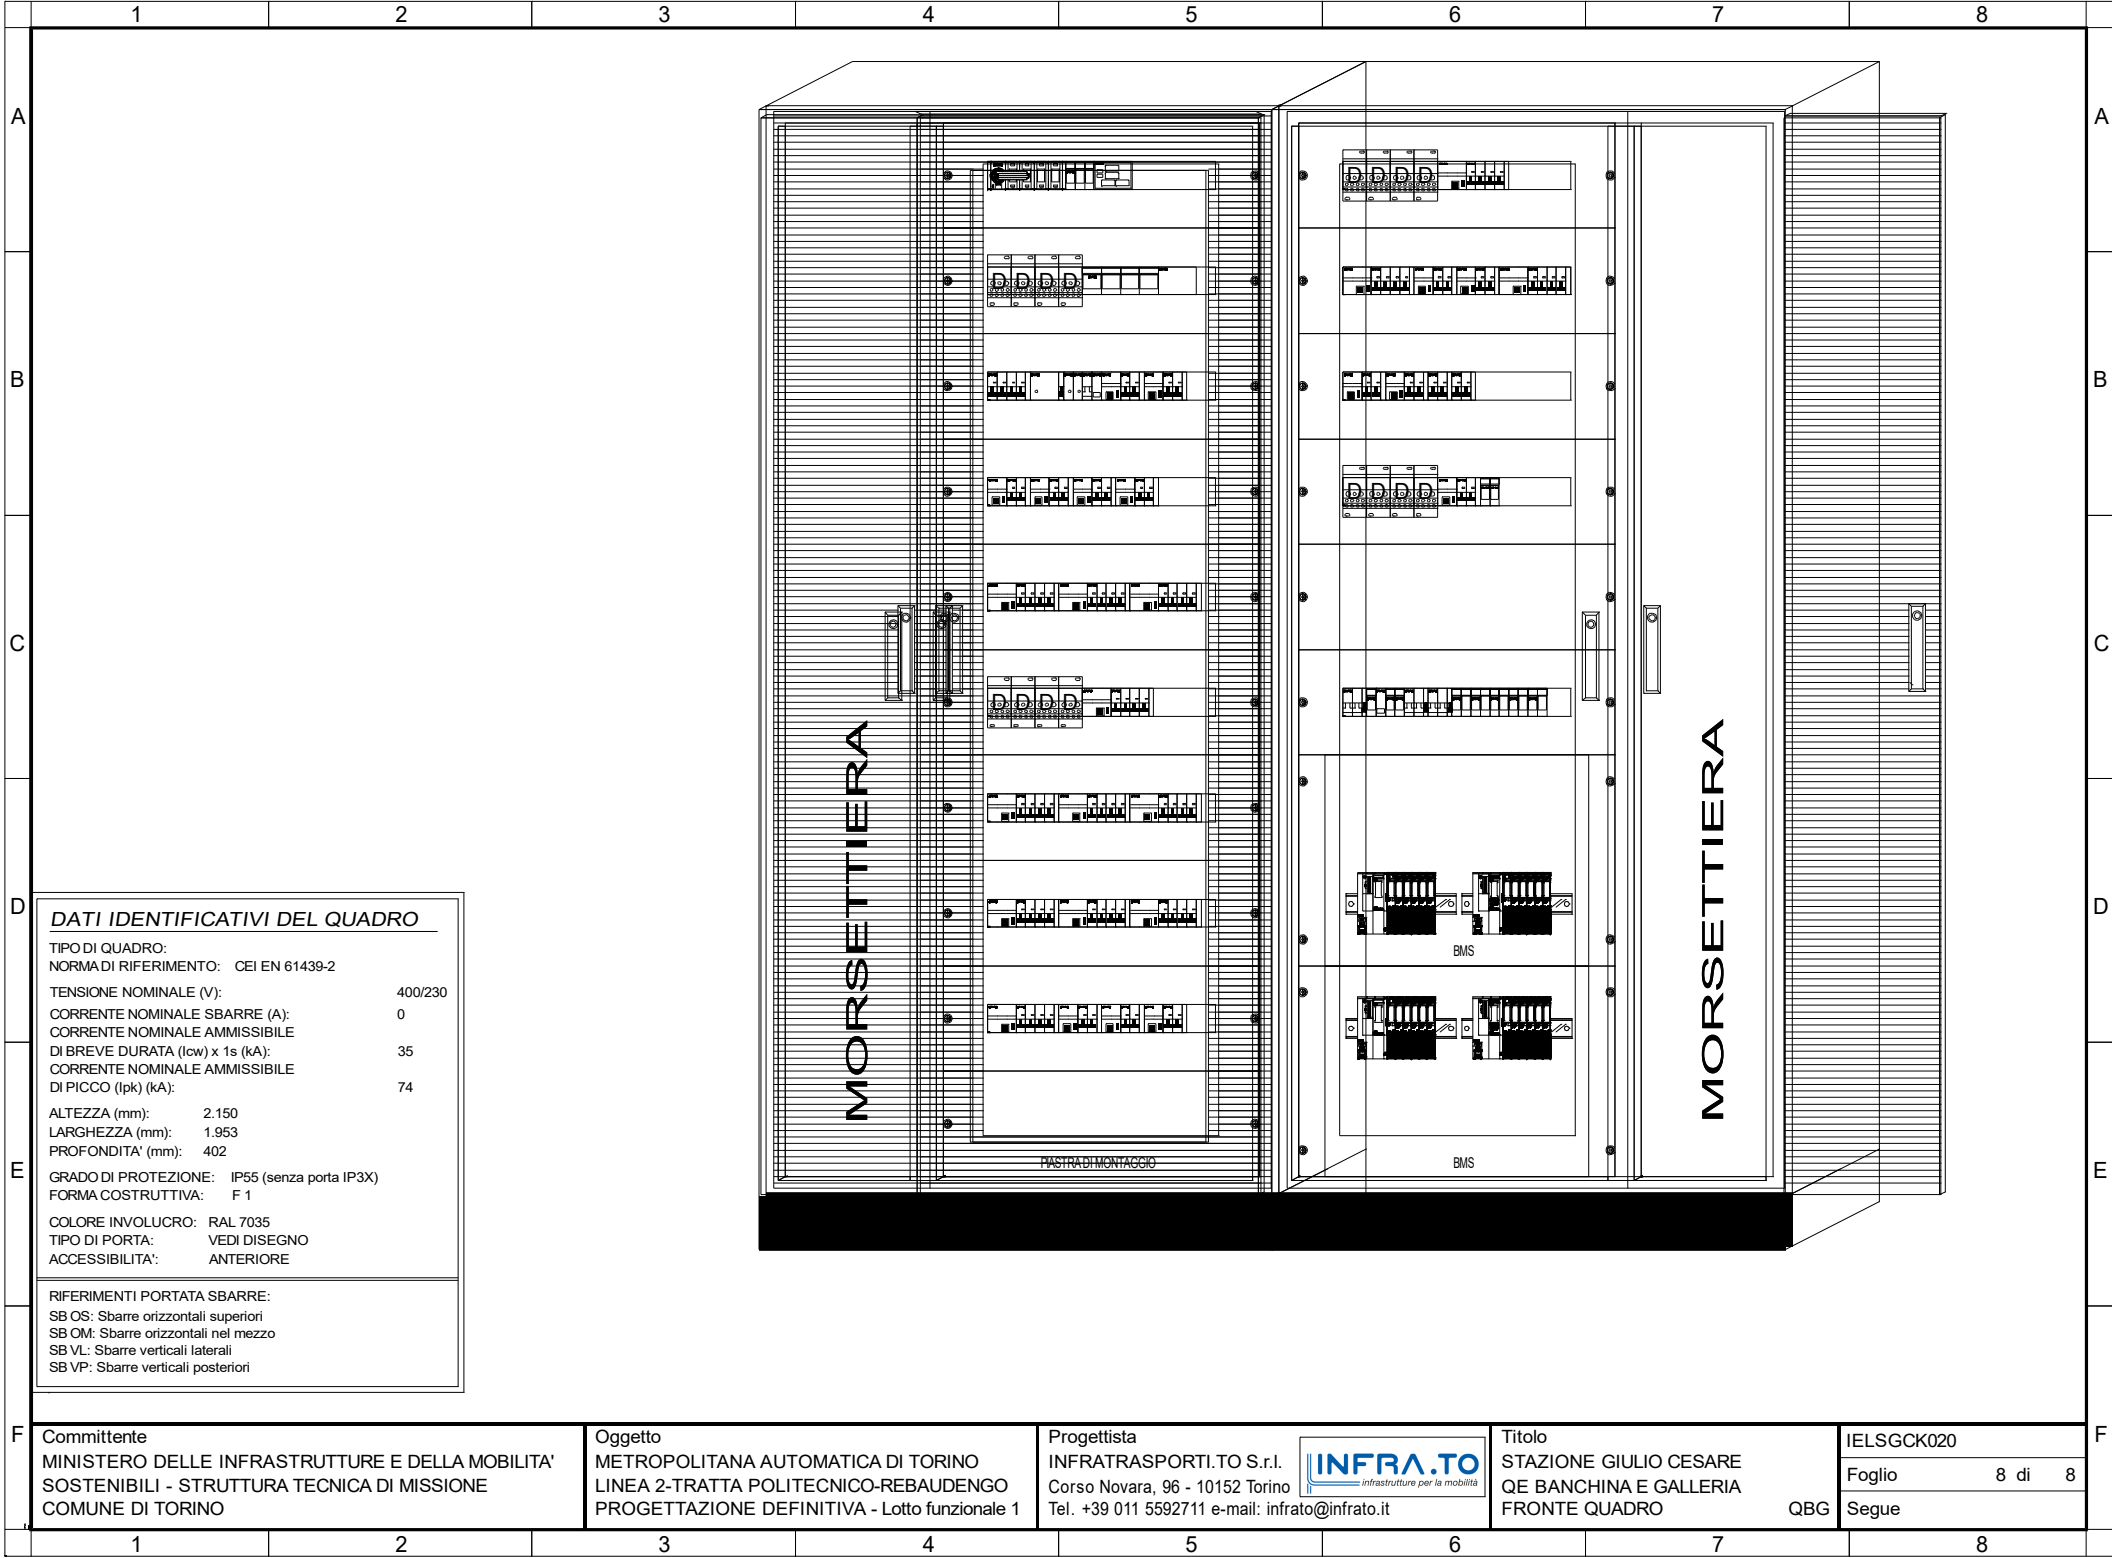 1 2 3 4 5 6 7 8
A A
B B
C C
D D
E E
F F
D D D D
D D D D
D D D D
D D D D
MORSETTIERA
MORSETTIERA
BMS
PIASTRA DI MONTAGGIO
BMS
DATI IDENTIFICATIVI DEL QUADRO
TIPO DI QUADRO:
NORMA DI RIFERIMENTO: CEI EN 61439-2
TENSIONE NOMINALE (V): 400/230
CORRENTE NOMINALE SBARRE (A): 0
CORRENTE NOMINALE AMMISSIBILE
DI BREVE DURATA (Icw) x 1s (kA): 35
CORRENTE NOMINALE AMMISSIBILE
DI PICCO (Ipk) (kA): 74
ALTEZZA (mm): 2.150
LARGHEZZA (mm): 1.953
PROFONDITA' (mm): 402
GRADO DI PROTEZIONE: IP55 (senza porta IP3X)
FORMA COSTRUTTIVA: F 1
COLORE INVOLUCRO: RAL 7035
TIPO DI PORTA: VEDI DISEGNO
ACCESSIBILITA': ANTERIORE
RIFERIMENTI PORTATA SBARRE:
SB OS: Sbarre orizzontali superiori
SB OM: Sbarre orizzontali nel mezzo
SB VL: Sbarre verticali laterali
SB VP: Sbarre verticali posteriori
Committente
MINISTERO DELLE INFRASTRUTTURE E DELLA MOBILITA'
SOSTENIBILI - STRUTTURA TECNICA DI MISSIONE
COMUNE DI TORINO
Oggetto
METROPOLITANA AUTOMATICA DI TORINO
LINEA 2-TRATTA POLITECNICO-REBAUDENGO
PROGETTAZIONE DEFINITIVA - Lotto funzionale 1
Progettista
INFRATRASPORTI.TO S.r.l.
Corso Novara, 96 - 10152 Torino
Tel. +39 011 5592711 e-mail: infrato@infrato.it
INFRA.TO
infrastrutture per la mobilità
Titolo
STAZIONE GIULIO CESARE
QE BANCHINA E GALLERIA
FRONTE QUADRO QBG
IELSGCK020
Foglio 8 di 8
Segue
1 2 3 4 5 6 7 8